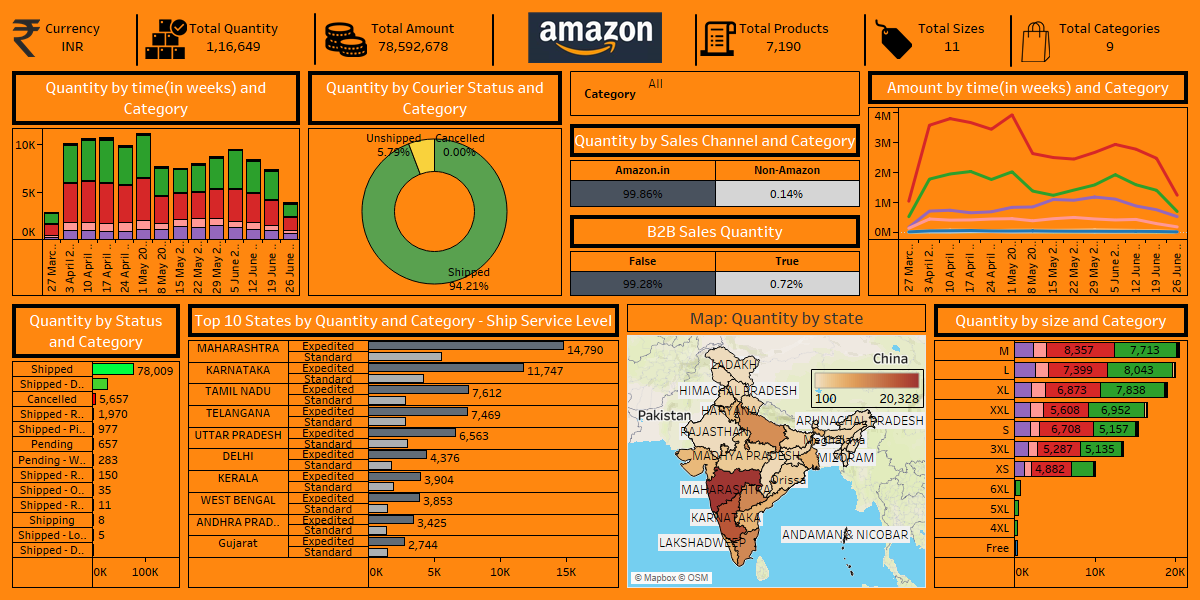 Currency
INR
Total Quantity
1,16,649
Total Amount
78,592,678
amazon
Total Products
7,190
Total Sizes
11
Total Categories
9
Quantity by time(in weeks) and
Category
10K
5K
0K
27 Marc..
3 April 2..
10 April ..
17 April ..
24 April ..
1 May 20..
8 May 20..
15 May 2..
22 May ..
29 May ..
5 June 2..
12 June ..
19 June ..
26 June ..
Quantity by Courier Status and
Category
Unshipped
5.79%
Cancelled
0.00%
Shipped
94.21%
Category
All
Quantity by Sales Channel and Category
Amazon.in
Non-Amazon
99.86%
0.14%
B2B Sales Quantity
False
True
99.28%
0.72%
Amount by time(in weeks) and Category
4M
3M
2M
1M
0M
27 Marc..
3 April 2..
10 April ..
17 April ..
24 April ..
1 May 20..
8 May 20..
15 May 2..
22 May ..
29 May ..
5 June 2..
12 June ..
19 June ..
26 June ..
Quantity by Status
and Category
Shipped
78,009
Shipped - D..
Cancelled
5,657
Shipped - R..
1,970
Shipped - Pi..
977
Pending
657
Pending - W..
283
Shipped - R..
150
Shipped - O..
35
Shipped - R..
11
Shipping
8
Shipped - Lo..
5
Shipped - D..
0K 100K
Top 10 States by Quantity and Category - Ship Service Level
MAHARASHTRA
Expedited
14,790
Standard
KARNATAKA
Expedited
11,747
Standard
TAMIL NADU
Expedited
7,612
Standard
TELANGANA
Expedited
7,469
Standard
UTTAR PRADESH
Expedited
6,563
Standard
DELHI
Expedited
4,376
Standard
KERALA
Expedited
3,904
Standard
WEST BENGAL
Expedited
3,853
Standard
ANDHRA PRAD..
Expedited
3,425
Standard
Gujarat
Expedited
2,744
Standard
0K 5K 10K 15K
Map: Quantity by state
LADAKH
China
100 20,328
HIMACHAL PRADESH
Pakistan
HARYANA
ARUNACHAL PRADESH
RAJASTHAN
Meghalaya
MADHYA PRADESH
MIZORAM
Orissa
MAHARASHTRA
KARNATAKA
ANDAMAN & NICOBAR
LAKSHADWEEP
© Mapbox © OSM
Quantity by size and Category
M 8,357 7,713
L 7,399 8,043
XL 6,873 7,838
XXL 5,608 6,952
S 6,708 5,157
3XL 5,287 5,135
XS 4,882
6XL
5XL
4XL
Free
0K 10K 20K